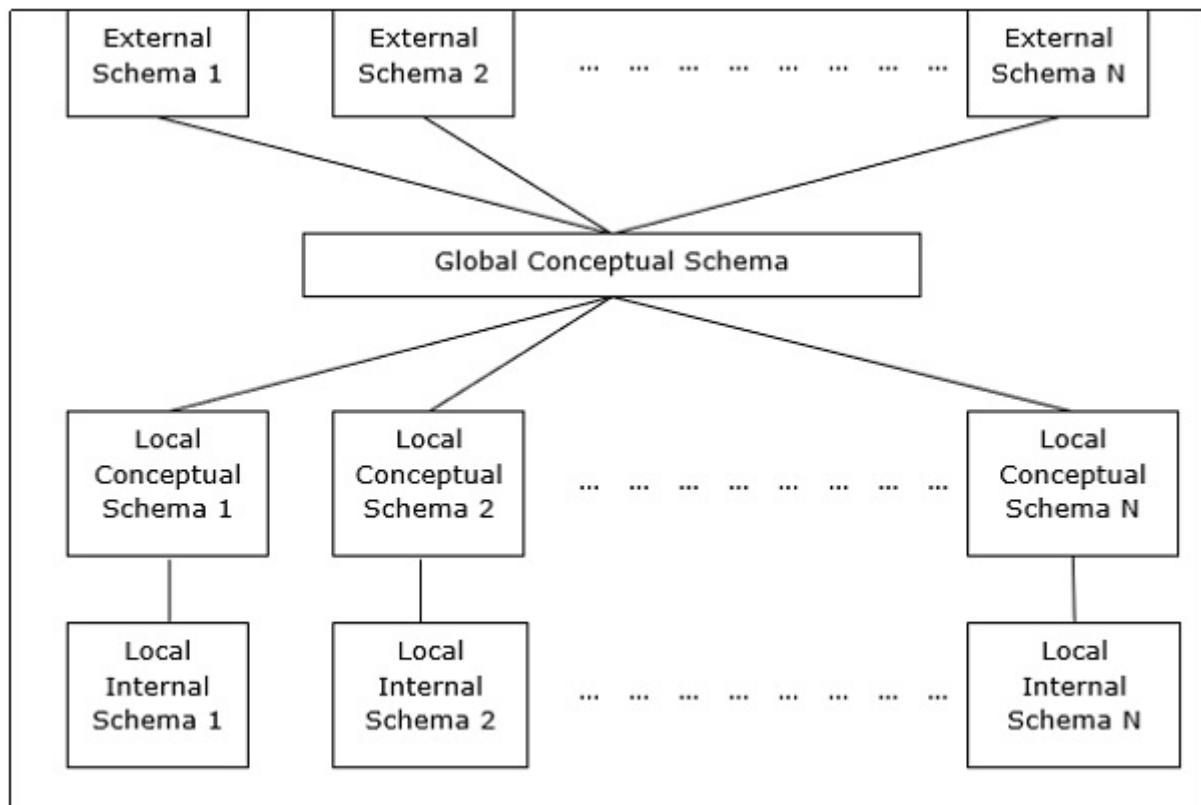 External
Schema 1
External
Schema 2
... ... ... ... ... ... ... ...
External
Schema N
Global Conceptual Schema
Local
Conceptual
Schema 1
Local
Conceptual
Schema 2
... ... ... ... ... ... ... ...
Local
Conceptual
Schema N
Local
Internal
Schema 1
Local
Internal
Schema 2
... ... ... ... ... ... ... ...
Local
Internal
Schema N